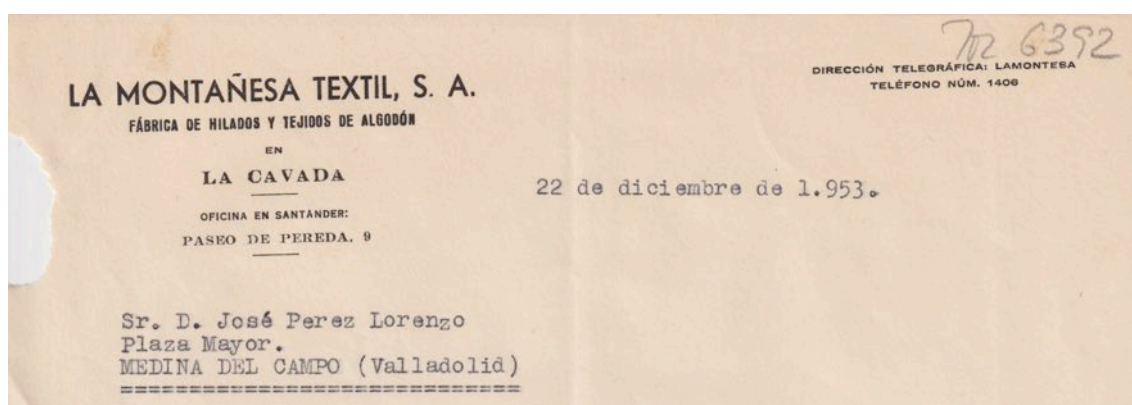 6392
LA MONTAÑESA TEXTIL, S. A.
FÁBRICA DE HILADOS Y TEJIDOS DE ALGODÓN
EN
LA CAVADA
OFICINA EN SANTANDER:
PASEO DE PEREDA, 9
DIRECCIÓN TELEGRÁFICA: LAMONTESA
TELÉFONO NÚM. 1406
22 de diciembre de 1.953.
Sr. D. José Perez Lorenzo
Plaza Mayor.
MEDINA DEL CAMPO (Valladolid)
=============================